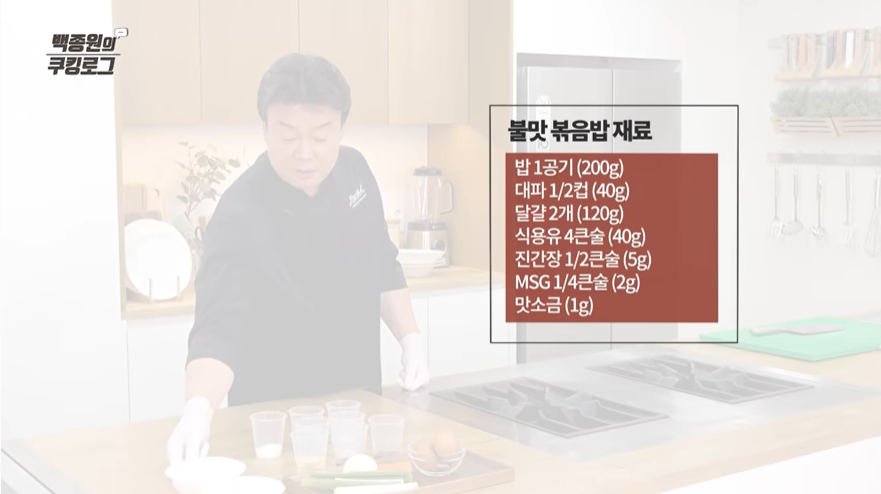 백종원의
쿠킹로그
불맛 볶음밥 재료
밥 1공기 (200g)
대파 1/2컵 (40g)
달걀 2개 (120g)
식용유 4큰술 (40g)
진간장 1/2큰술 (5g)
MSG 1/4큰술 (2g)
맛소금 (1g)